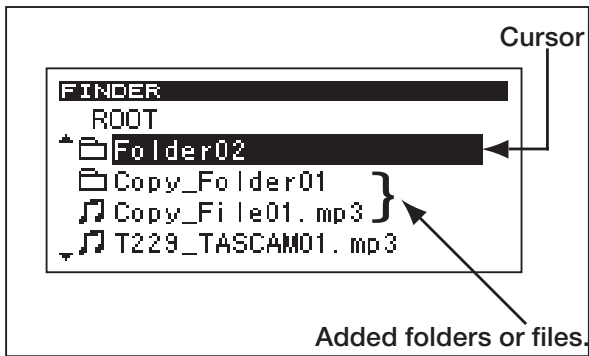 Cursor
FINDER
ROOT
Folder02
Copy_Folder01
Copy_File01.mp3
T229_TASCAM01.mp3
Added folders or files.